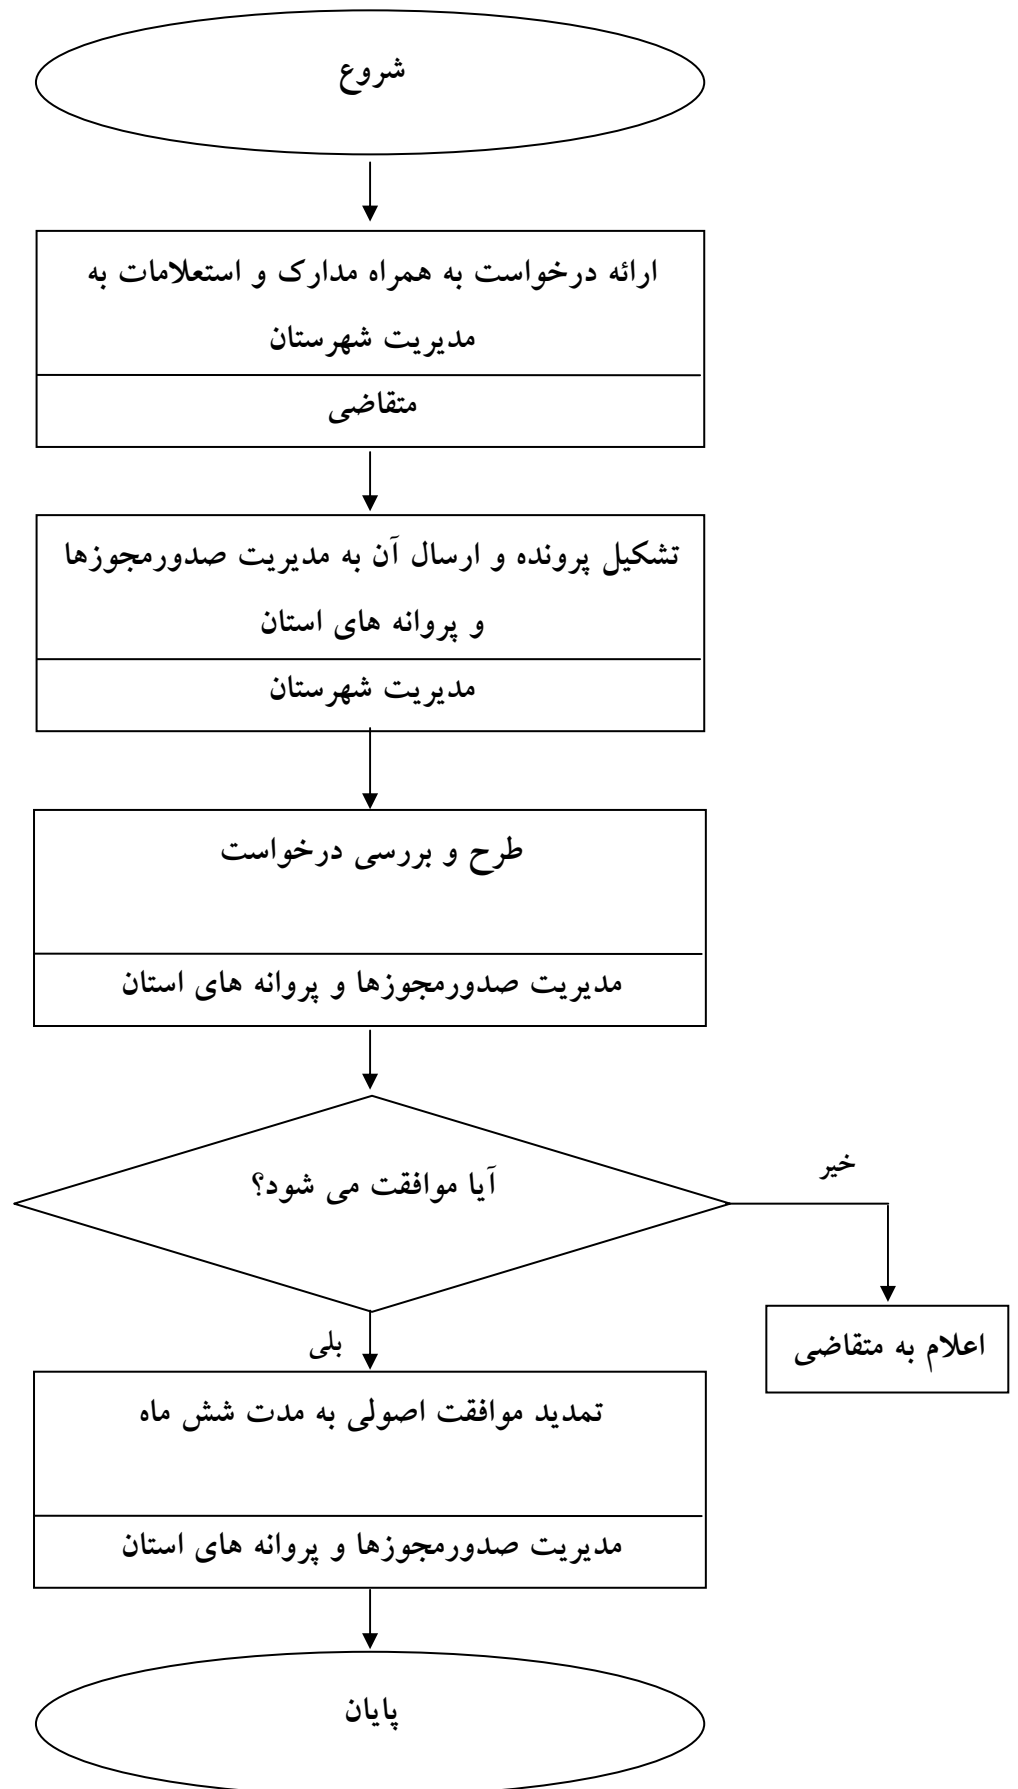 شروع
ارائه درخواست به همراه مدارک و استعلامات به
مدیریت شهرستان
متقاضی
تشکیل پرونده و ارسال آن به مدیریت صدورمجوزها
و پروانه های استان
مدیریت شهرستان
طرح و بررسی درخواست
مدیریت صدورمجوزها و پروانه های استان
آیا موافقت می شود؟
خیر
اعلام به متقاضی
بلی
تمدید موافقت اصولی به مدت شش ماه
مدیریت صدورمجوزها و پروانه های استان
پایان